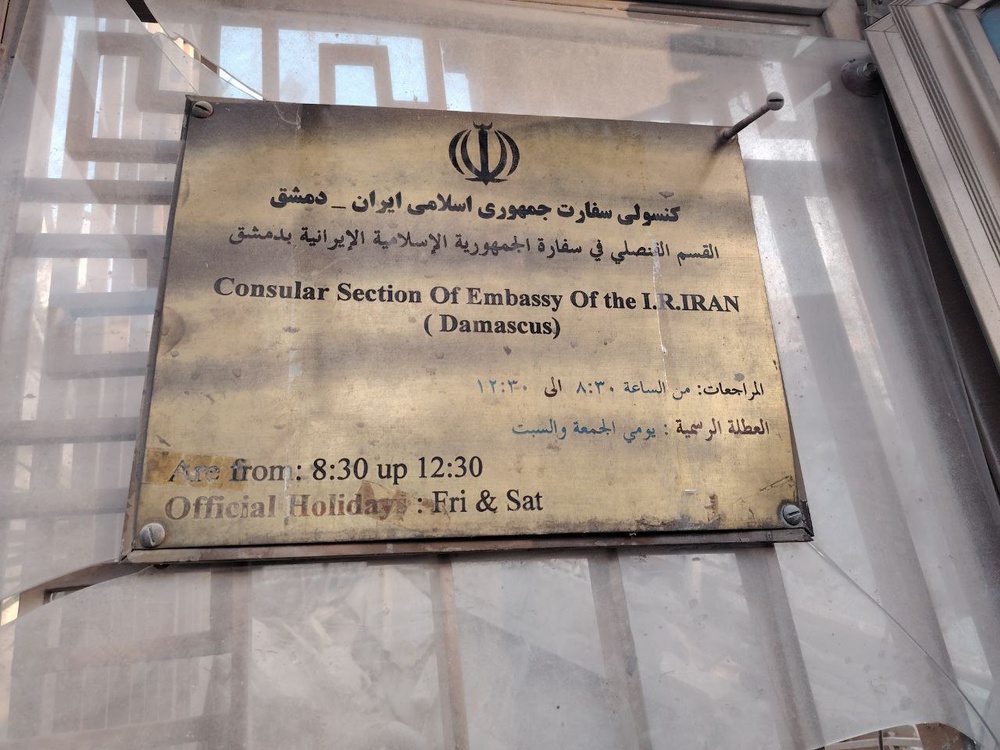 کنسولی سفارت جمهوری اسلامی ایران _ دمشق
القسم القنصلي في سفارة الجمهورية الإسلامية الإيرانية بدمشق
Consular Section Of Embassy Of the I.R.IRAN
( Damascus)
المراجعات: من الساعة ٨:٣٠ الى ١٢:٣٠
العطلة الرسمية : يومي الجمعة والسبت
Are from: 8:30 up 12:30
Official Holidays : Fri & Sat